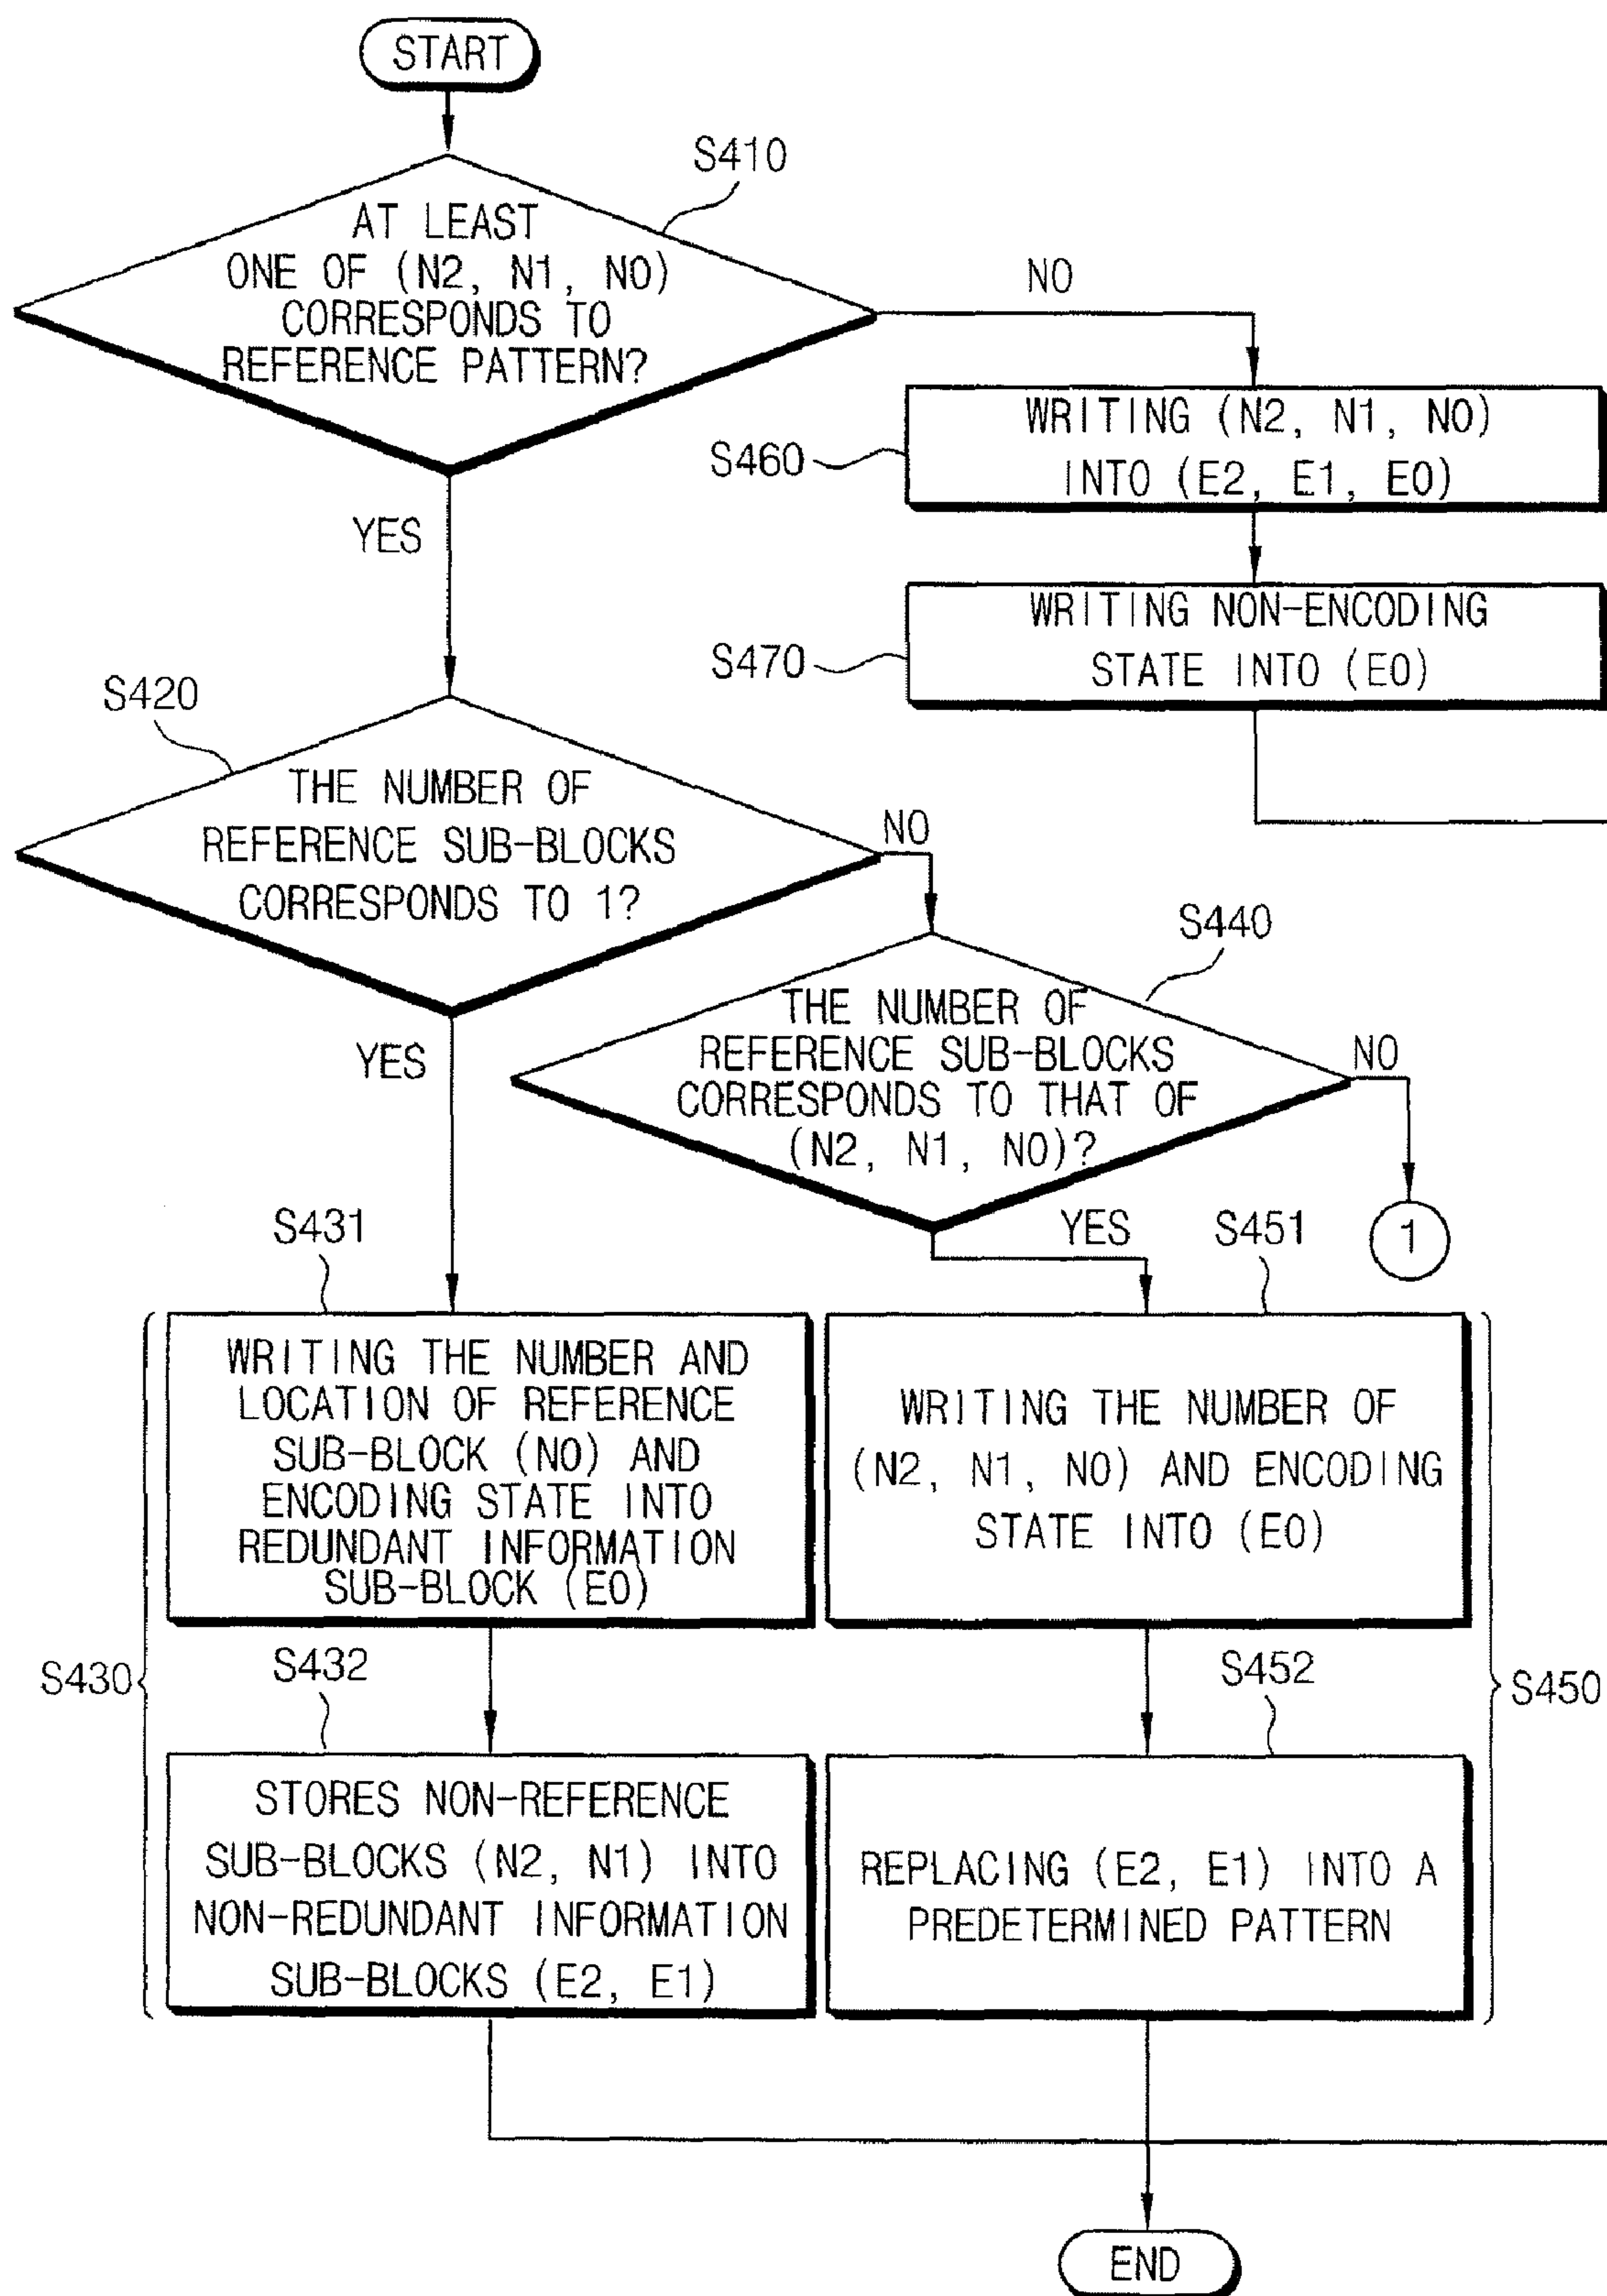 START
S410
AT LEAST
ONE OF (N2, N1, N0)
CORRESPONDS TO
REFERENCE PATTERN?
NO
YES
S460
WRITING (N2, N1, N0)
INTO (E2, E1, E0)
S470
WRITING NON-ENCODING
STATE INTO (E0)
S420
THE NUMBER OF
REFERENCE SUB-BLOCKS
CORRESPONDS TO 1?
NO
YES
S440
THE NUMBER OF
REFERENCE SUB-BLOCKS
CORRESPONDS TO THAT OF
(N2, N1, N0)?
NO
1
YES
S431
WRITING THE NUMBER AND
LOCATION OF REFERENCE
SUB-BLOCK (N0) AND
ENCODING STATE INTO
REDUNDANT INFORMATION
SUB-BLOCK (E0)
S451
WRITING THE NUMBER OF
(N2, N1, N0) AND ENCODING
STATE INTO (E0)
S430
S432
STORES NON-REFERENCE
SUB-BLOCKS (N2, N1) INTO
NON-REDUNDANT INFORMATION
SUB-BLOCKS (E2, E1)
S452
REPLACING (E2, E1) INTO A
PREDETERMINED PATTERN
S450
END